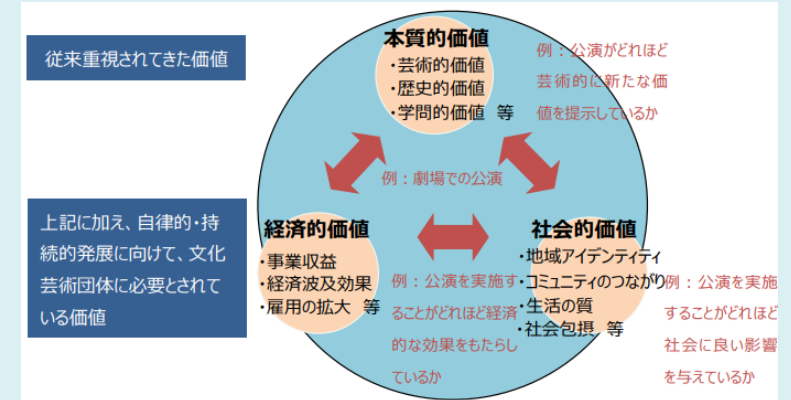 従来重視されてきた価値
本質的価値
・芸術的価値
・歴史的価値
・学問的価値 等
例：公演がどれほど
芸術的に新たな価
値を提示しているか
例：劇場での公演
上記に加え、自律的・持
続的発展に向けて、文化
芸術団体に必要とされて
いる価値
経済的価値
・事業収益
・経済波及効果
・雇用の拡大 等
例：公演を実施す
ることがどれほど経済
的な効果をもたらし
ているか
社会的価値
・地域アイデンティティ
・コミュニティのつながり
・生活の質
・社会包摂 等
例：公演を実施
することがどれほど
社会に良い影響
を与えているか